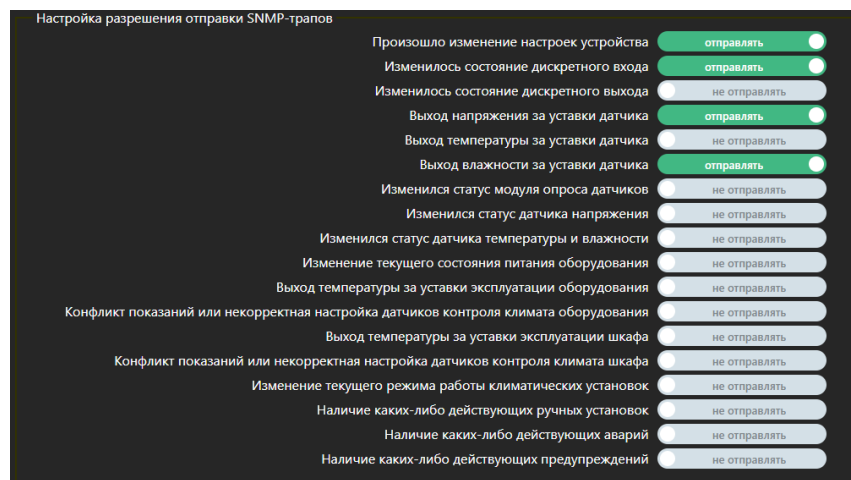 Настройка разрешения отправки SNMP-трапов
Произошло изменение настроек устройства отправлять
Изменилось состояние дискретного входа отправлять
Изменилось состояние дискретного выхода не отправлять
Выход напряжения за уставки датчика отправлять
Выход температуры за уставки датчика не отправлять
Выход влажности за уставки датчика отправлять
Изменился статус модуля опроса датчиков не отправлять
Изменился статус датчика напряжения не отправлять
Изменился статус датчика температуры и влажности не отправлять
Изменение текущего состояния питания оборудования не отправлять
Выход температуры за уставки эксплуатации оборудования не отправлять
Конфликт показаний или некорректная настройка датчиков контроля климата оборудования не отправлять
Выход температуры за уставки эксплуатации шкафа не отправлять
Конфликт показаний или некорректная настройка датчиков контроля климата шкафа не отправлять
Изменение текущего режима работы климатических установок не отправлять
Наличие каких-либо действующих ручных установок не отправлять
Наличие каких-либо действующих аварий не отправлять
Наличие каких-либо действующих предупреждений не отправлять